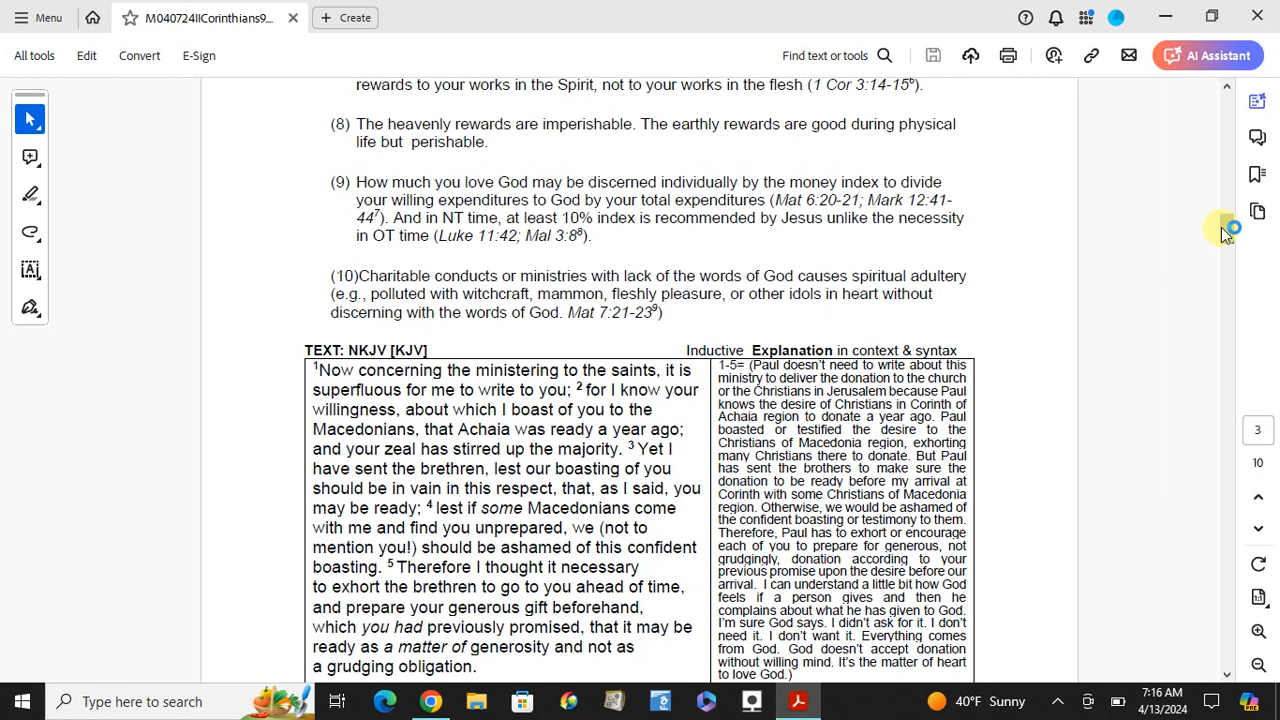 Menu
M040724IICorinthians9...
Create
All tools
Edit
Convert
E-Sign
Find text or tools
AI Assistant
rewards to your works in the Spirit, not to your works in the flesh (1 Cor 3:14-15⁶).
(8) The heavenly rewards are imperishable. The earthly rewards are good during physical
life but perishable.
(9) How much you love God may be discerned individually by the money index to divide
your willing expenditures to God by your total expenditures (Mat 6:20-21; Mark 12:41-
44⁷). And in NT time, at least 10% index is recommended by Jesus unlike the necessity
in OT time (Luke 11:42; Mal 3:8⁸).
(10)Charitable conducts or ministries with lack of the words of God causes spiritual adultery
(e.g., polluted with witchcraft, mammon, fleshly pleasure, or other idols in heart without
discerning with the words of God. Mat 7:21-23⁹)
TEXT: NKJV [KJV]
Inductive Explanation in context & syntax
¹Now concerning the ministering to the saints, it is
superfluous for me to write to you; ² for I know your
willingness, about which I boast of you to the
Macedonians, that Achaia was ready a year ago;
and your zeal has stirred up the majority. ³ Yet I
have sent the brethren, lest our boasting of you
should be in vain in this respect, that, as I said, you
may be ready; ⁴ lest if some Macedonians come
with me and find you unprepared, we (not to
mention you!) should be ashamed of this confident
boasting. ⁵ Therefore I thought it necessary
to exhort the brethren to go to you ahead of time,
and prepare your generous gift beforehand,
which you had previously promised, that it may be
ready as a matter of generosity and not as
a grudging obligation.
1-5= (Paul doesn't need to write about this
ministry to deliver the donation to the church
or the Christians in Jerusalem because Paul
knows the desire of Christians in Corinth of
Achaia region to donate a year ago. Paul
boasted or testified the desire to the
Christians of Macedonia region, exhorting
many Christians there to donate. But Paul
has sent the brothers to make sure the
donation to be ready before my arrival at
Corinth with some Christians of Macedonia
region. Otherwise, we would be ashamed of
the confident boasting or testimony to them.
Therefore, Paul has to exhort or encourage
each of you to prepare for generous, not
grudgingly, donation according to your
previous promise upon the desire before our
arrival. I can understand a little bit how God
feels if a person gives and then he
complains about what he has given to God.
I'm sure God says. I didn't ask for it. I don't
need it. I don't want it. Everything comes
from God. God doesn't accept donation
without willing mind. It's the matter of heart
to love God.)
3
10
Type here to search
40°F Sunny
7:16 AM
4/13/2024